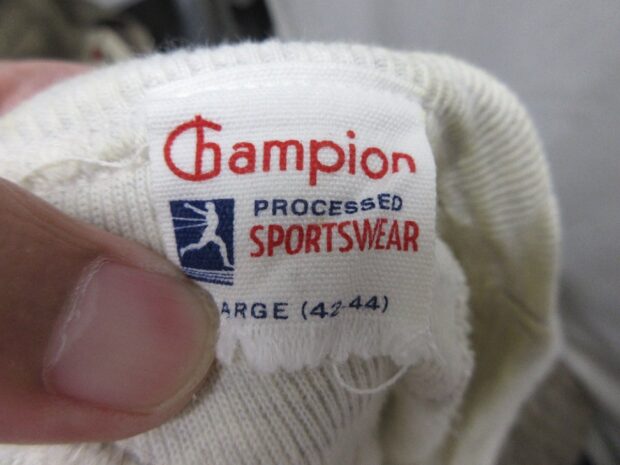 Champion
PROCESSED
SPORTSWEAR
ARGE (42-44)